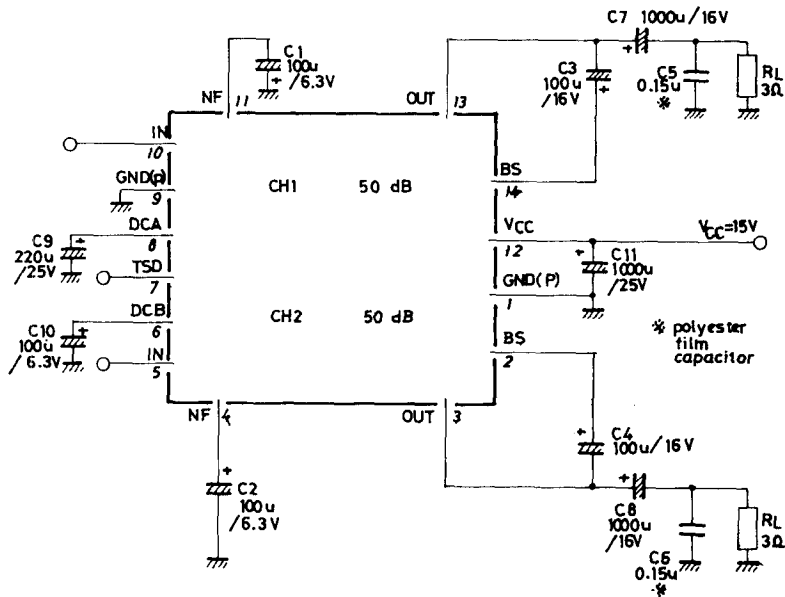 C7 1000u/16V
+
C1
100u
/6.3V
+
NF
11
OUT
13
C3
100u
/16V
+
C5
0.15u
※
RL
3Ω
IN
10
GND(P)
9
CH1 50 dB
BS
14
DCA
8
C9
220u
/25V
+
VCC
12
VCC=15V
TSD
7
C11
1000u
/25V
+
GND(P)
1
DCB
6
C10
100u
/6.3V
+
CH2 50 dB
BS
2
※ polyester
film
capacitor
IN
5
NF
4
OUT
3
+
C4
100u/16V
+
C2
100u
/6.3V
+
C8
1000u
/16V
C6
0.15u
※
RL
3Ω